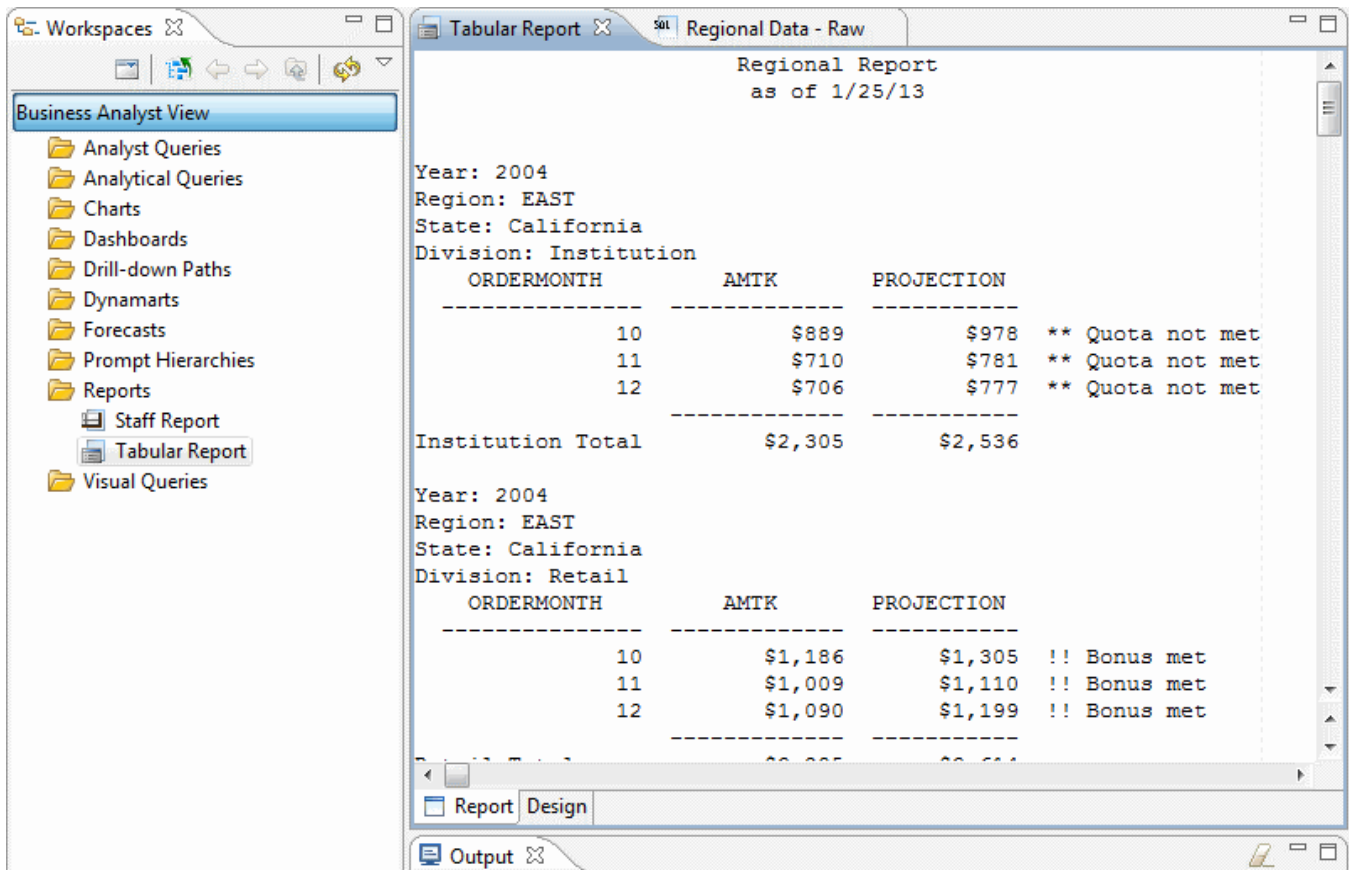 Workspaces
Business Analyst View
Analyst Queries
Analytical Queries
Charts
Dashboards
Drill-down Paths
Dynamarts
Forecasts
Prompt Hierarchies
Reports
Staff Report
Tabular Report
Visual Queries
Tabular Report
SQL Regional Data - Raw
Regional Report
as of 1/25/13
Year: 2004
Region: EAST
State: California
Division: Institution
ORDERMONTH AMTK PROJECTION
--------------- ------------- -----------
10 $889 $978 ** Quota not met
11 $710 $781 ** Quota not met
12 $706 $777 ** Quota not met
------------- -----------
Institution Total $2,305 $2,536
Year: 2004
Region: EAST
State: California
Division: Retail
ORDERMONTH AMTK PROJECTION
--------------- ------------- -----------
10 $1,186 $1,305 !! Bonus met
11 $1,009 $1,110 !! Bonus met
12 $1,090 $1,199 !! Bonus met
------------- -----------
Report Design
Output